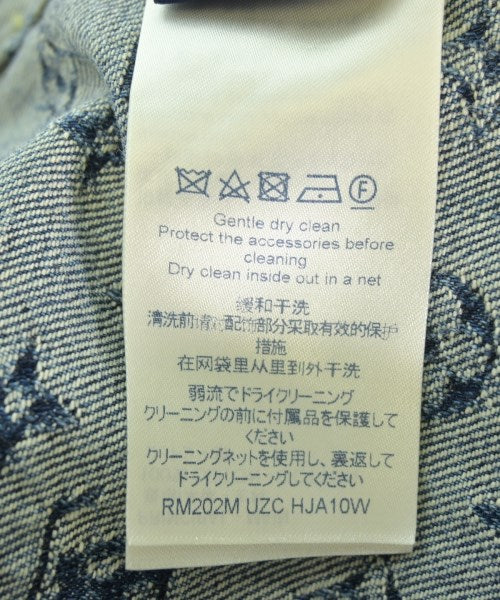 F
Gentle dry clean
Protect the accessories before
cleaning
Dry clean inside out in a net
缓和干洗
清洗前请对配饰部分采取有效的保护
措施
在网袋里从里到外干洗
弱流でドライクリーニング
クリーニングの前に付属品を保護して
ください
クリーニングネットを使用し、裏返して
ドライクリーニングしてください
RM202M UZC HJA10W